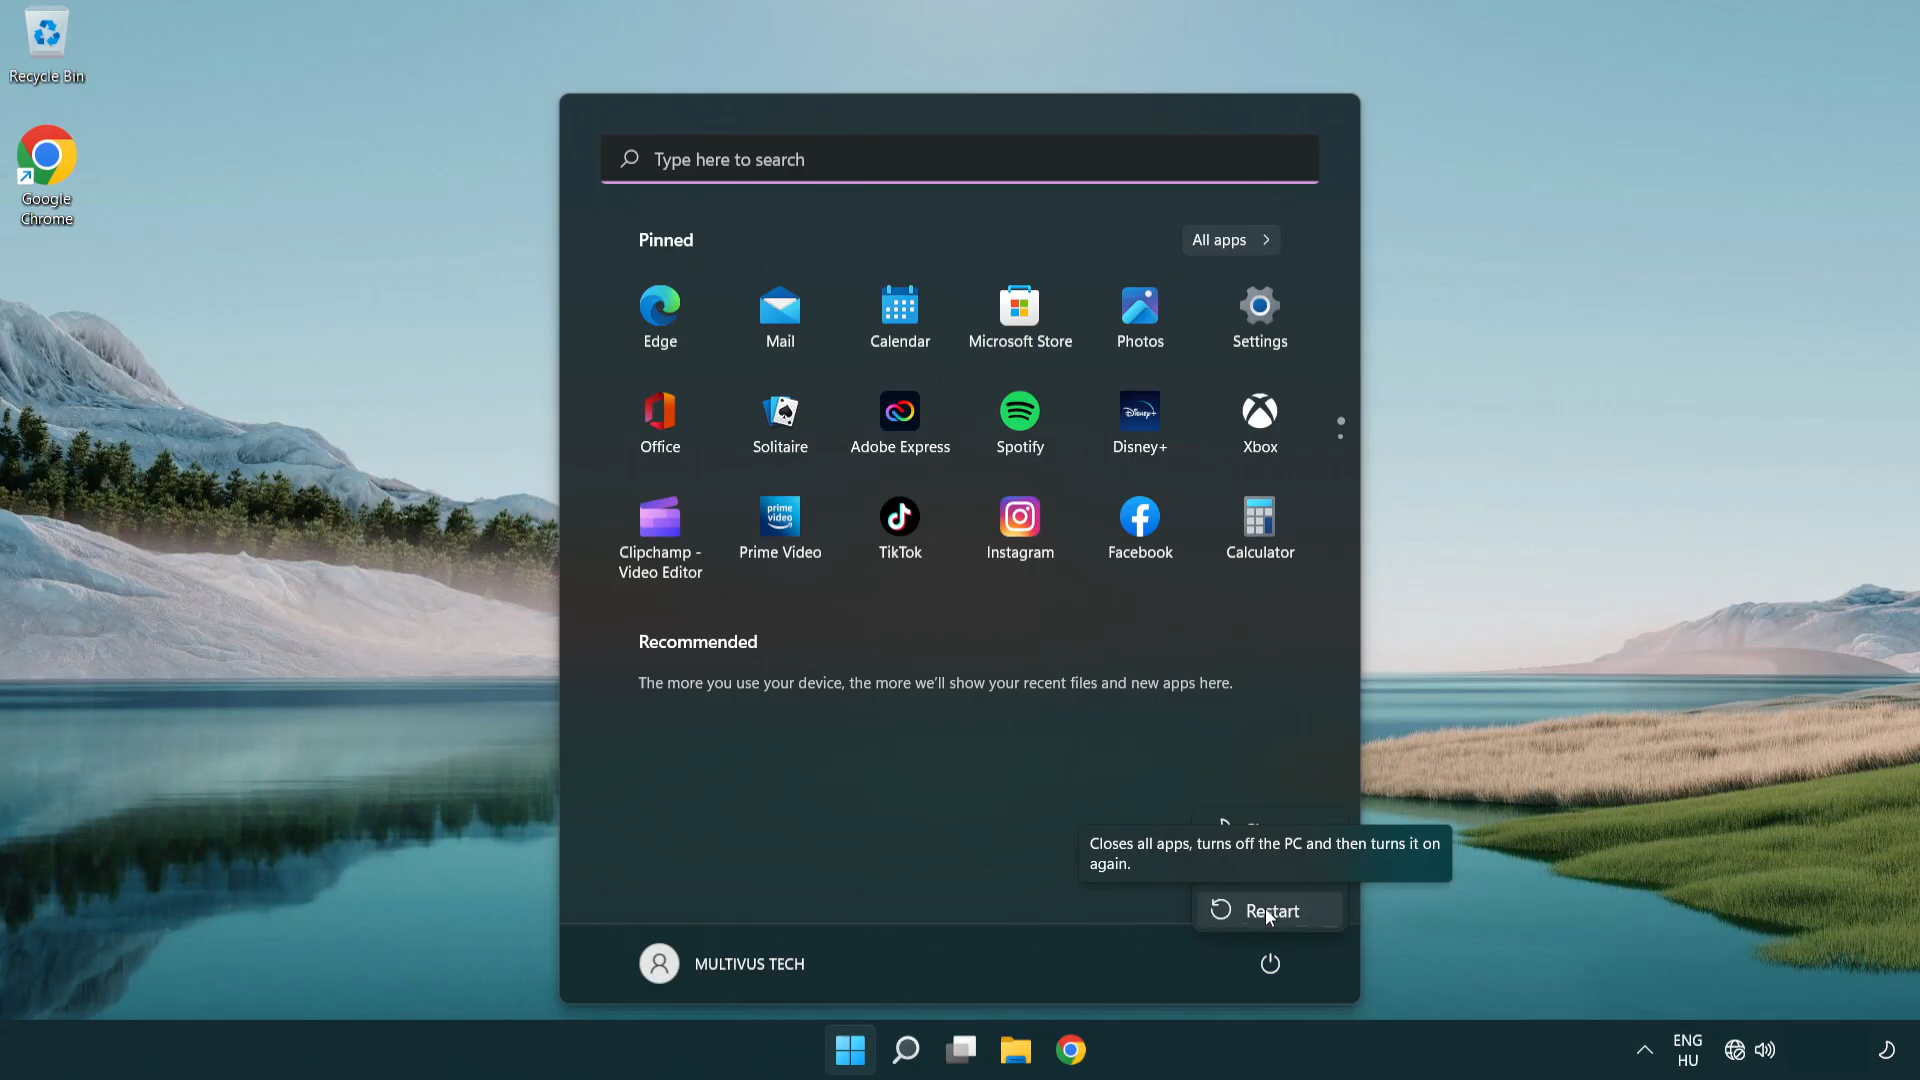 Recycle Bin
Google
Chrome
Type here to search
Pinned
All apps
Edge
Mail
Calendar
Microsoft Store
Photos
Settings
Office
Solitaire
Adobe Express
Spotify
Disney+
Disney+
Xbox
prime
video
Clipchamp -
Video Editor
Prime Video
TikTok
Instagram
Facebook
Calculator
Recommended
The more you use your device, the more we'll show your recent files and new apps here.
Closes all apps, turns off the PC and then turns it on
again.
Restart
MULTIVUS TECH
ENG
HU